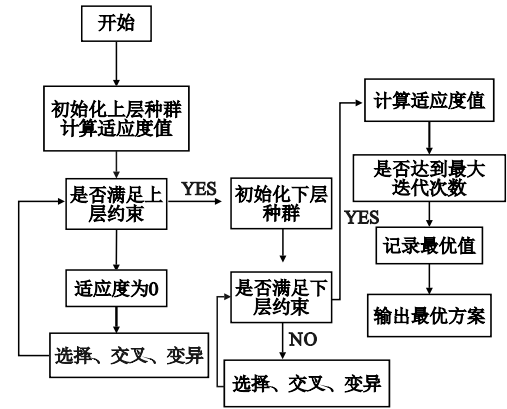 开始
初始化上层种群
计算适应度值
是否满足上
层约束
YES
适应度为0
选择、交叉、变异
初始化下层
种群
是否满足下
层约束
YES
NO
选择、交叉、变异
计算适应度值
是否达到最大
迭代次数
记录最优值
输出最优方案